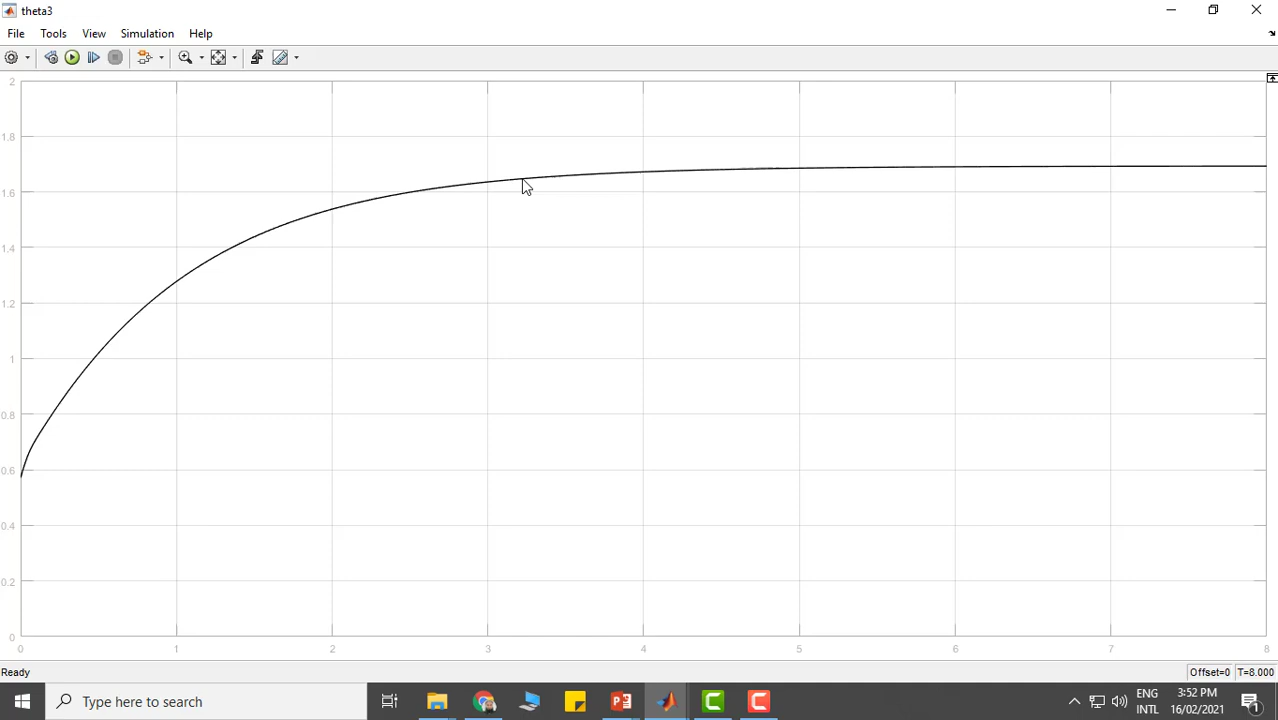 theta3
File Tools View Simulation Help
2
1.8
1.6
1.4
1.2
1
0.8
0.6
0.4
0.2
0
0 1 2 3 4 5 6 7 8
Ready
Offset=0 T=8.000
Type here to search
ENG
INTL
3:52 PM
16/02/2021
1